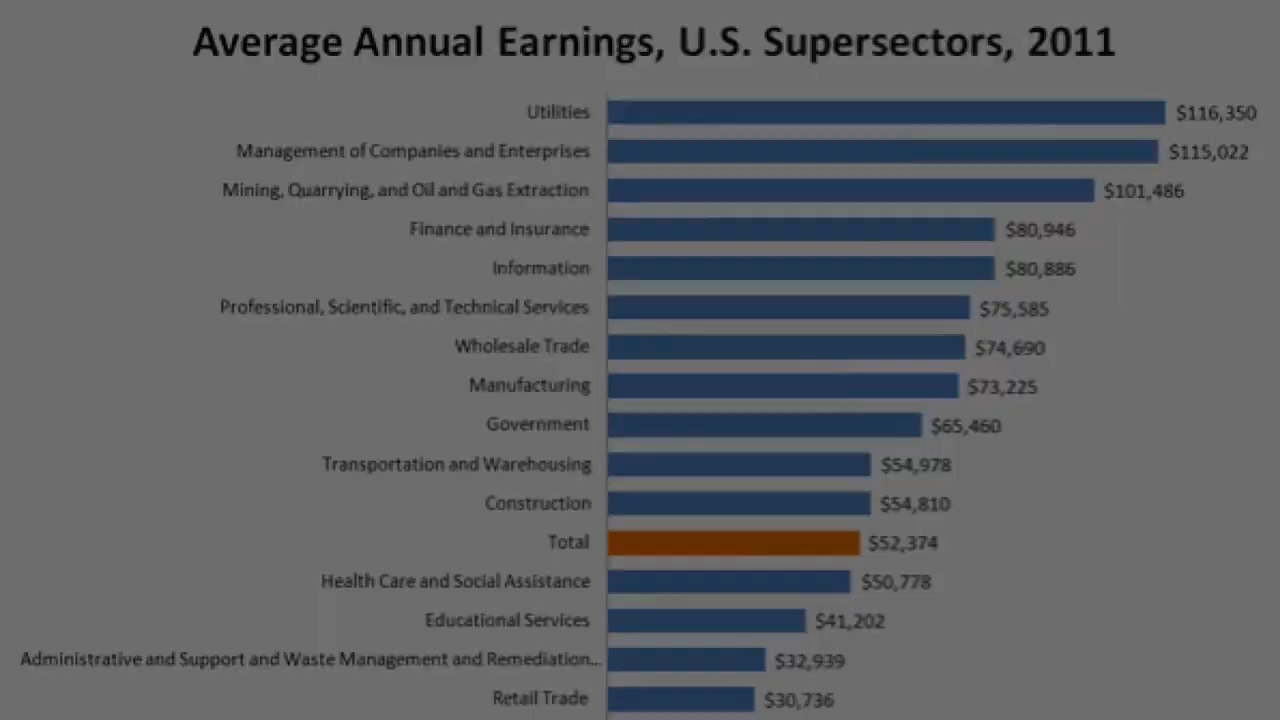 Average Annual Earnings, U.S. Supersectors, 2011
Utilities $116,350
Management of Companies and Enterprises $115,022
Mining, Quarrying, and Oil and Gas Extraction $101,486
Finance and Insurance $80,946
Information $80,886
Professional, Scientific, and Technical Services $75,585
Wholesale Trade $74,690
Manufacturing $73,225
Government $65,460
Transportation and Warehousing $54,978
Construction $54,810
Total $52,374
Health Care and Social Assistance $50,778
Educational Services $41,202
Administrative and Support and Waste Management and Remediation... $32,939
Retail Trade $30,736